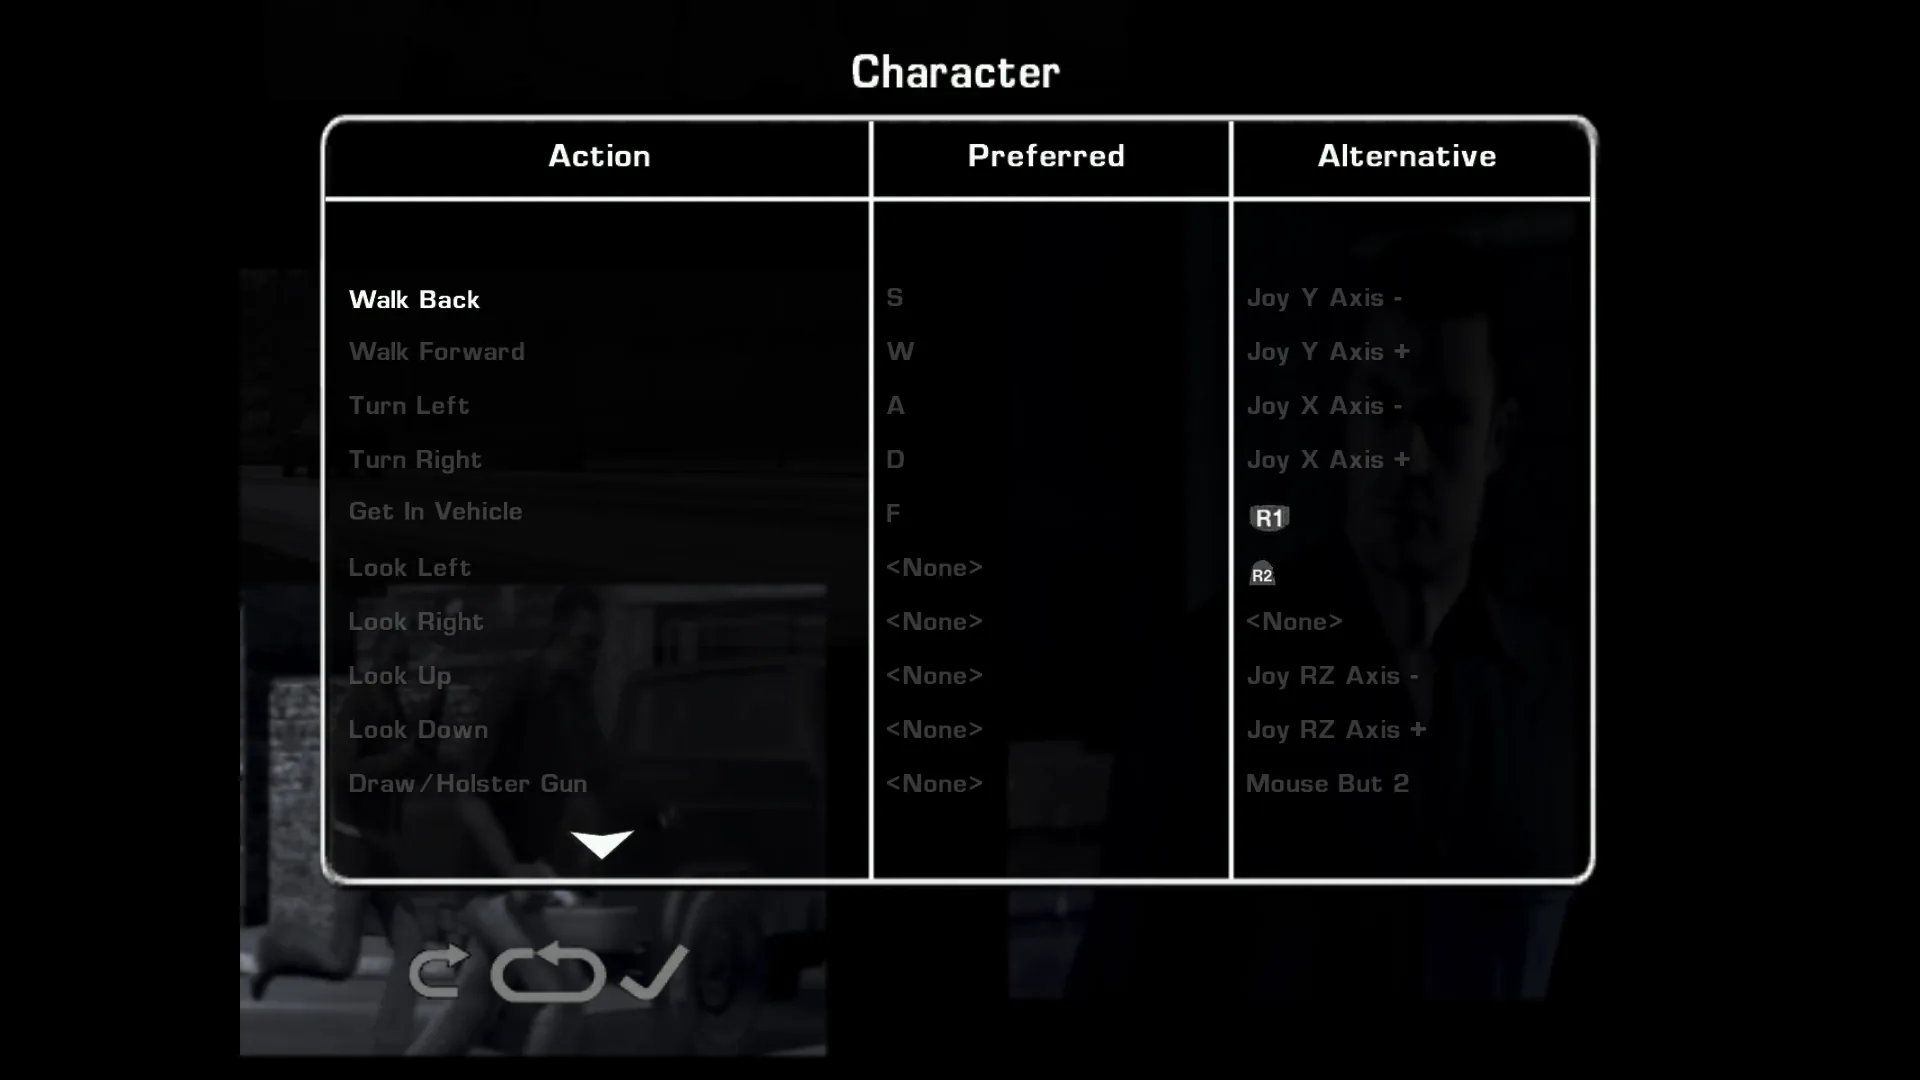 Character
Action Preferred Alternative
Walk Back S Joy Y Axis -
Walk Forward W Joy Y Axis +
Turn Left A Joy X Axis -
Turn Right D Joy X Axis +
Get In Vehicle F R1
Look Left <None> R2
Look Right <None> <None>
Look Up <None> Joy RZ Axis -
Look Down <None> Joy RZ Axis +
Draw/Holster Gun <None> Mouse But 2